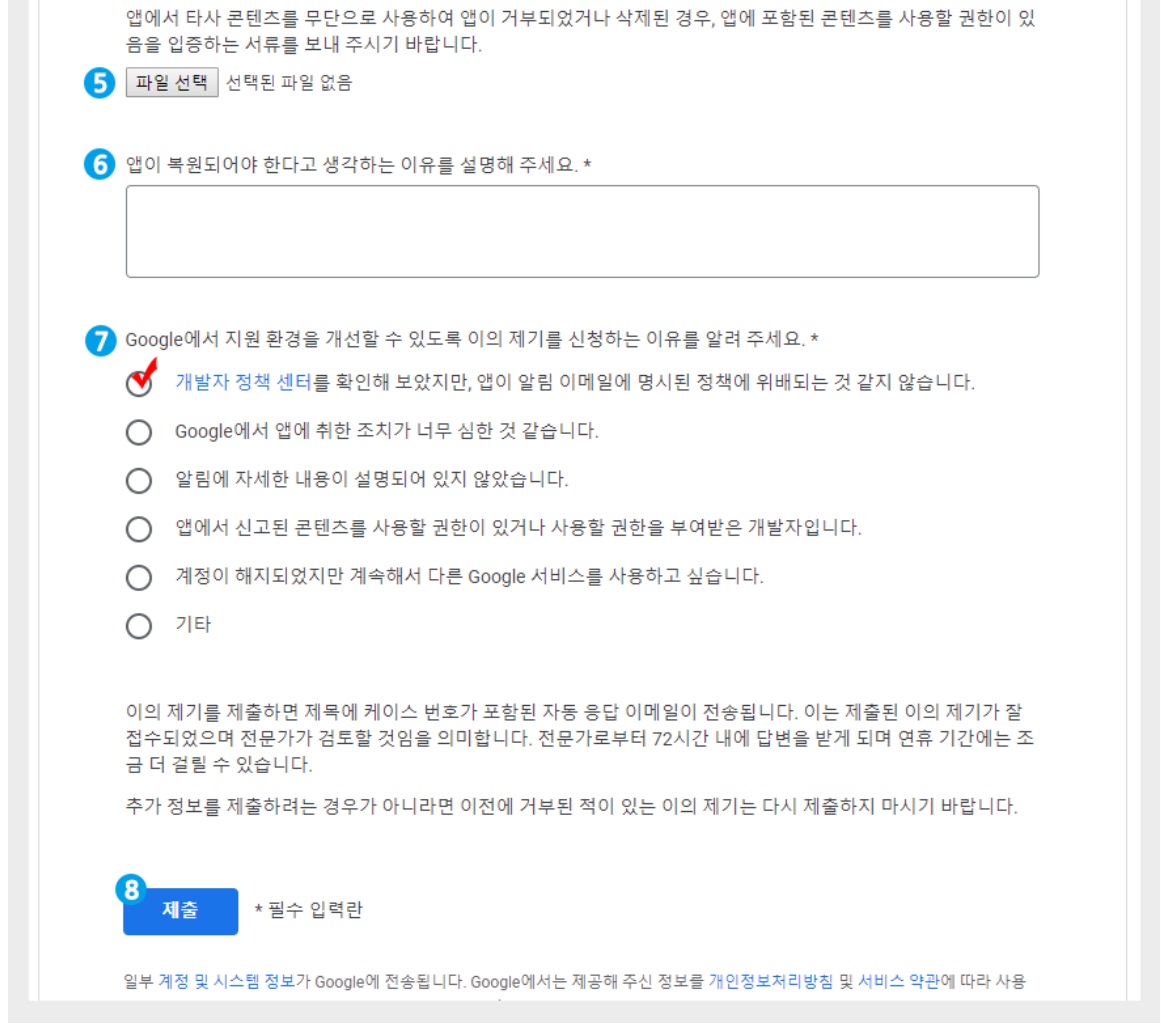 앱에서 타사 콘텐츠를 무단으로 사용하여 앱이 거부되었거나 삭제된 경우, 앱에 포함된 콘텐츠를 사용할 권한이 있
음을 입증하는 서류를 보내 주시기 바랍니다.
5 파일 선택 선택된 파일 없음
6 앱이 복원되어야 한다고 생각하는 이유를 설명해 주세요. *
7 Google에서 지원 환경을 개선할 수 있도록 이의 제기를 신청하는 이유를 알려 주세요. *
개발자 정책 센터를 확인해 보았지만, 앱이 알림 이메일에 명시된 정책에 위배되는 것 같지 않습니다.
Google에서 앱에 취한 조치가 너무 심한 것 같습니다.
알림에 자세한 내용이 설명되어 있지 않았습니다.
앱에서 신고된 콘텐츠를 사용할 권한이 있거나 사용할 권한을 부여받은 개발자입니다.
계정이 해지되었지만 계속해서 다른 Google 서비스를 사용하고 싶습니다.
기타
이의 제기를 제출하면 제목에 케이스 번호가 포함된 자동 응답 이메일이 전송됩니다. 이는 제출된 이의 제기가 잘
접수되었으며 전문가가 검토할 것임을 의미합니다. 전문가로부터 72시간 내에 답변을 받게 되며 연휴 기간에는 조
금 더 걸릴 수 있습니다.
추가 정보를 제출하려는 경우가 아니라면 이전에 거부된 적이 있는 이의 제기는 다시 제출하지 마시기 바랍니다.
8 제출 * 필수 입력란
일부 계정 및 시스템 정보가 Google에 전송됩니다. Google에서는 제공해 주신 정보를 개인정보처리방침 및 서비스 약관에 따라 사용